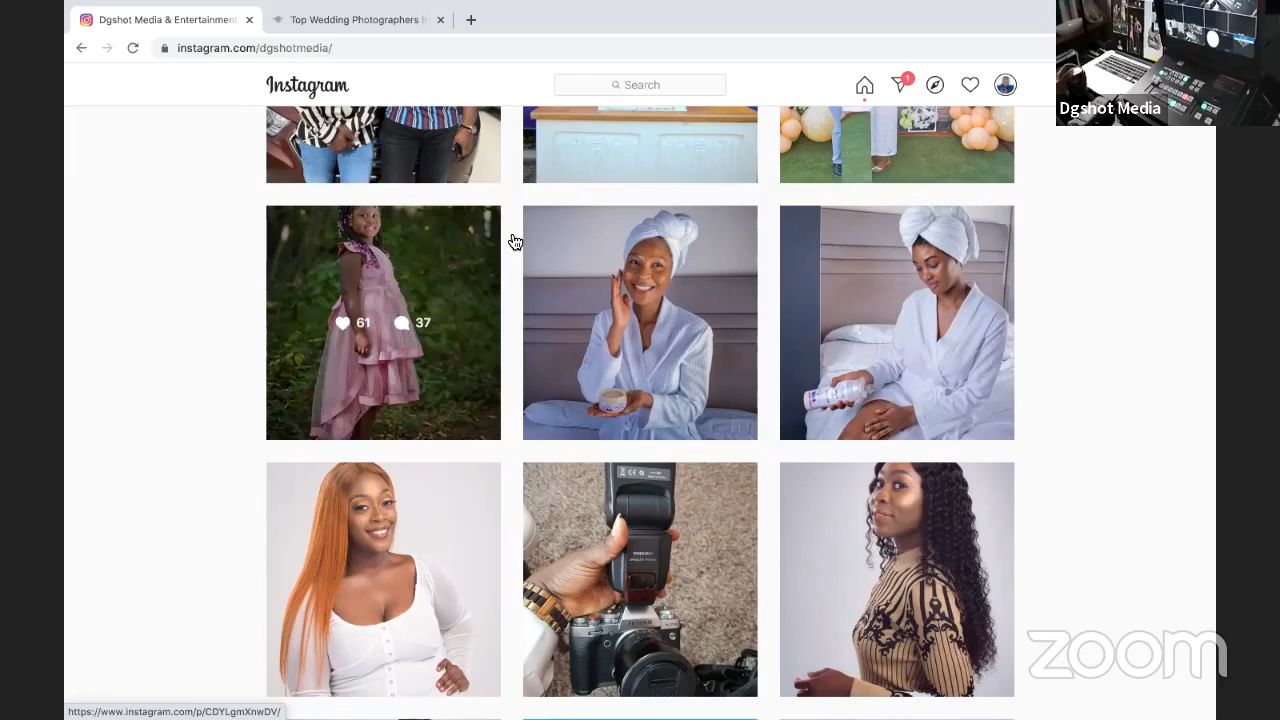 Dgshot Media & Entertainment
Top Wedding Photographers
instagram.com/dgshotmedia/
Instagram
Search
1
Dgshot Media
61
37
zoom
https://www.instagram.com/p/CDYLgmXnwDV/